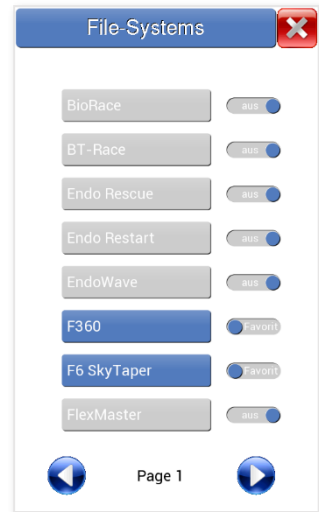 File-Systems
BioRace aus
BT-Race aus
Endo Rescue aus
Endo Restart aus
EndoWave aus
F360 Favorit
F6 SkyTaper Favorit
FlexMaster aus
Page 1